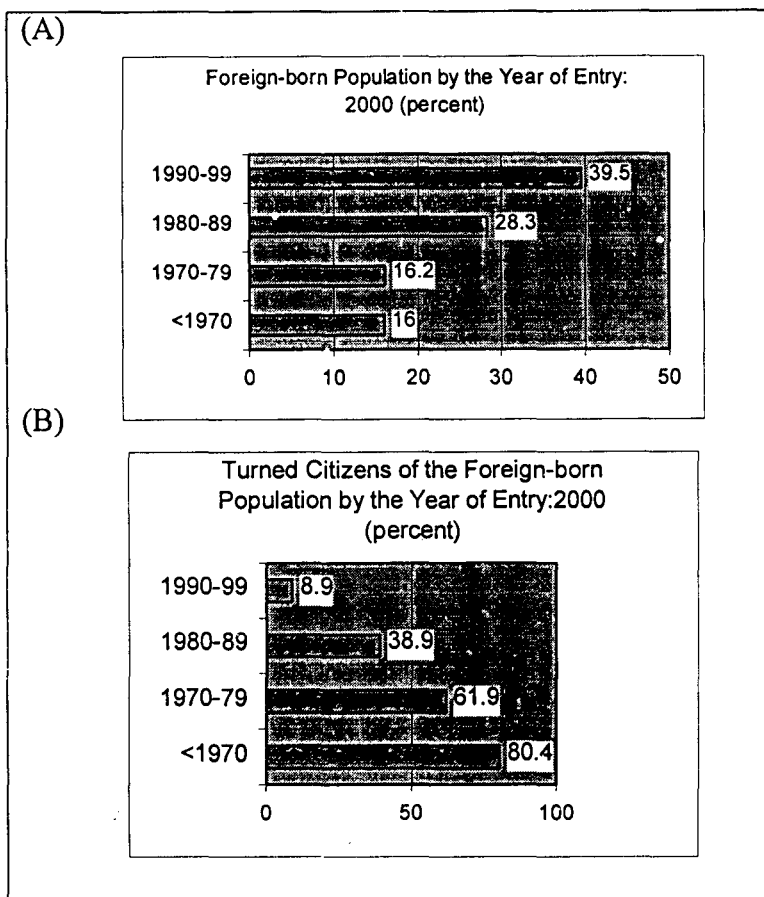 (A)
Foreign-born Population by the Year of Entry:
2000 (percent)
1990-99
39.5
1980-89
28.3
1970-79
16.2
<1970
16
0 10 20 30 40 50
(B)
Turned Citizens of the Foreign-born
Population by the Year of Entry:2000
(percent)
1990-99
8.9
1980-89
38.9
1970-79
61.9
<1970
80.4
0 50 100